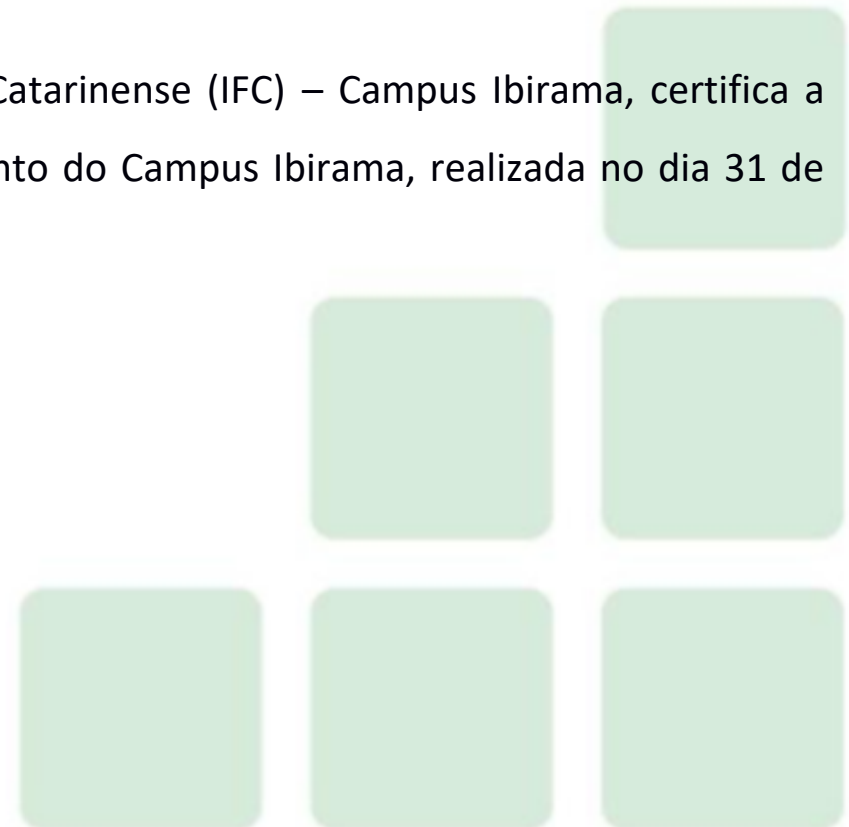 Catarinense (IFC) – Campus Ibirama, certifica a
nto do Campus Ibirama, realizada no dia 31 de